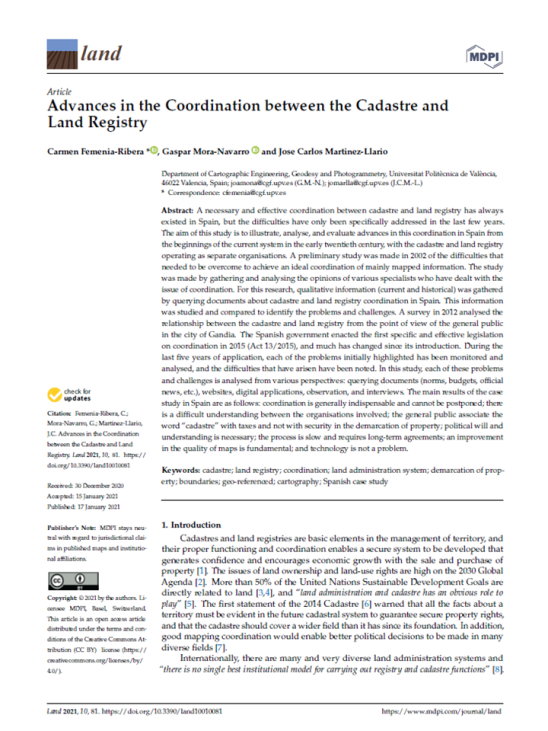 land
MDPI
Article
Advances in the Coordination between the Cadastre and
Land Registry
Carmen Femenia-Ribera *, Gaspar Mora-Navarro and Jose Carlos Martinez-Llario
Department of Cartographic Engineering, Geodesy and Photogrammetry, Universitat Politècnica de València,
46022 Valencia, Spain; joamona@cgf.upv.es (G.M.-N.); jomarlla@cgf.upv.es (J.C.M.-L.)
* Correspondence: cfemenia@cgf.upv.es
Abstract: A necessary and effective coordination between cadastre and land registry has always
existed in Spain, but the difficulties have only been specifically addressed in the last few years.
The aim of this study is to illustrate, analyse, and evaluate advances in this coordination in Spain from
the beginnings of the current system in the early twentieth century, with the cadastre and land registry
operating as separate organisations. A preliminary study was made in 2002 of the difficulties that
needed to be overcome to achieve an ideal coordination of mainly mapped information. The study
was made by gathering and analysing the opinions of various specialists who have dealt with the
issue of coordination. For this research, qualitative information (current and historical) was gathered
by querying documents about cadastre and land registry coordination in Spain. This information
was studied and compared to identify the problems and challenges. A survey in 2012 analysed the
relationship between the cadastre and land registry from the point of view of the general public
in the city of Gandia. The Spanish government enacted the first specific and effective legislation
on coordination in 2015 (Act 13/2015), and much has changed since its introduction. During the
last five years of application, each of the problems initially highlighted has been monitored and
analysed, and the difficulties that have arisen have been noted. In this study, each of these problems
and challenges is analysed from various perspectives: querying documents (norms, budgets, official
news, etc.), websites, digital applications, observation, and interviews. The main results of the case
study in Spain are as follows: coordination is generally indispensable and cannot be postponed; there
is a difficult understanding between the organisations involved; the general public associate the
word “cadastre” with taxes and not with security in the demarcation of property; political will and
understanding is necessary; the process is slow and requires long-term agreements; an improvement
in the quality of maps is fundamental; and technology is not a problem.
Keywords: cadastre; land registry; coordination; land administration system; demarcation of prop-
erty; boundaries; geo-referenced; cartography; Spanish case study
check for
updates
Citation: Femenia-Ribera, C.;
Mora-Navarro, G.; Martinez-Llario,
J.C. Advances in the Coordination
between the Cadastre and Land
Registry. Land 2021, 10, 81. https://
doi.org/10.3390/land10010081
Received: 30 December 2020
Accepted: 15 January 2021
Published: 17 January 2021
Publisher's Note: MDPI stays neu-
tral with regard to jurisdictional clai-
ms in published maps and institutio-
nal affiliations.
cc BY
Copyright: © 2021 by the authors. Li-
censee MDPI, Basel, Switzerland.
This article is an open access article
distributed under the terms and con-
ditions of the Creative Commons At-
tribution (CC BY) license (https://
creativecommons.org/licenses/by/
4.0/).
1. Introduction
Cadastres and land registries are basic elements in the management of territory, and
their proper functioning and coordination enables a secure system to be developed that
generates confidence and encourages economic growth with the sale and purchase of
property [1]. The issues of land ownership and land-use rights are high on the 2030 Global
Agenda [2]. More than 50% of the United Nations Sustainable Development Goals are
directly related to land [3,4], and “land administration and cadastre has an obvious role to
play” [5]. The first statement of the 2014 Cadastre [6] warned that all the facts about a
territory must be evident in the future cadastral system to guarantee secure property rights,
and that the cadastre should cover a wider field than it has since its foundation. In addition,
good mapping coordination would enable better political decisions to be made in many
diverse fields [7].
Internationally, there are many and very diverse land administration systems and
“there is no single best institutional model for carrying out registry and cadastre functions” [8].
Land 2021, 10, 81. https://doi.org/10.3390/land10010081
https://www.mdpi.com/journal/land